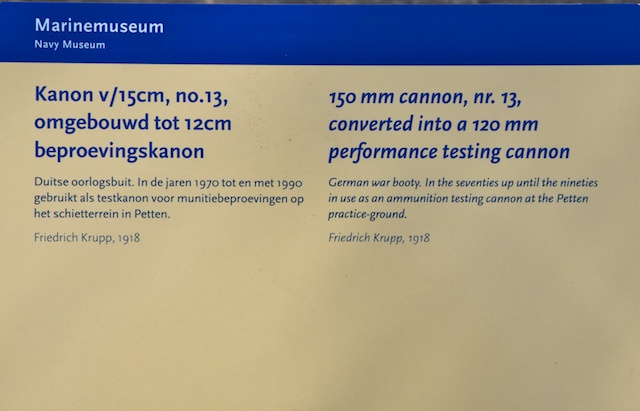 Marinemuseum
Navy Museum
Kanon v/15cm, no.13,
omgebouwd tot 12cm
beproevingskanon
Duitse oorlogsbuit. In de jaren 1970 tot en met 1990
gebruikt als testkanon voor munitiebeproevingen op
het schietterrein in Petten.
Friedrich Krupp, 1918
150 mm cannon, nr. 13,
converted into a 120 mm
performance testing cannon
German war booty. In the seventies up until the nineties
in use as an ammunition testing cannon at the Petten
practice-ground.
Friedrich Krupp, 1918